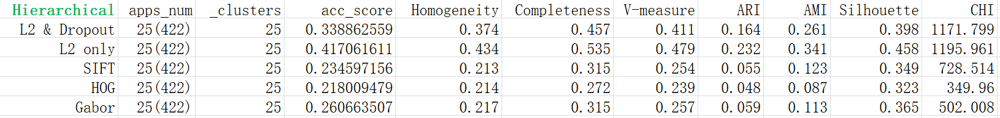 Hierarchical apps_num _clusters acc_score Homogeneity Completeness V-measure ARI AMI Silhouette CHI
L2 & Dropout 25(422) 25 0.338862559 0.374 0.457 0.411 0.164 0.261 0.398 1171.799
L2 only 25(422) 25 0.417061611 0.434 0.535 0.479 0.232 0.341 0.458 1195.961
SIFT 25(422) 25 0.234597156 0.213 0.315 0.254 0.055 0.123 0.349 728.514
HOG 25(422) 25 0.218009479 0.214 0.272 0.239 0.048 0.087 0.323 349.96
Gabor 25(422) 25 0.260663507 0.217 0.315 0.257 0.059 0.113 0.365 502.008